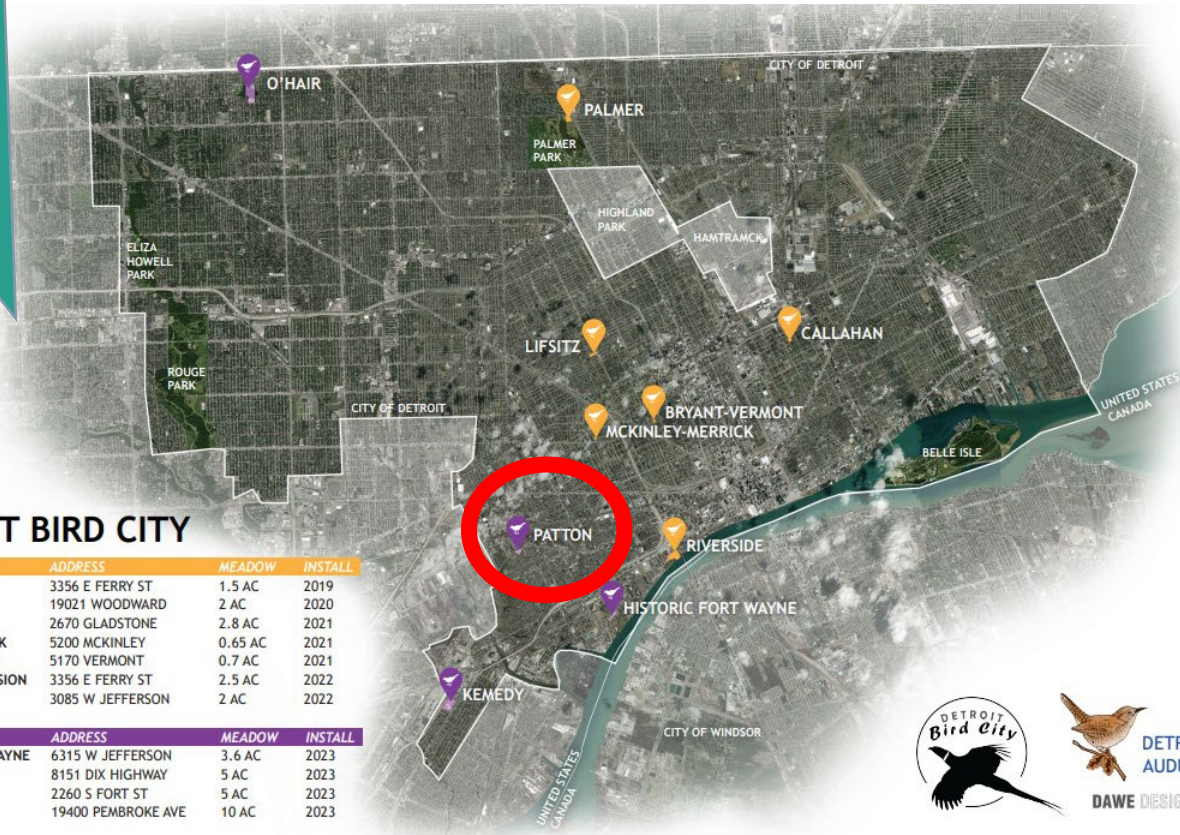 CITY OF DETROIT
O'HAIR
PALMER
PALMER
PARK
HIGHLAND
PARK
HAMTRAMCK
ELIZA
HOWELL
PARK
CALLAHAN
LIFSITZ
ROUGE
PARK
CITY OF DETROIT
BRYANT-VERMONT
MCKINLEY-MERRICK
UNITED STATES
CANADA
BELLE ISLE
PATTON
RIVERSIDE
HISTORIC FORT WAYNE
KEMEDY
CITY OF WINDSOR
UNITED STATES
CANADA
T BIRD CITY
ADDRESS MEADOW INSTALL
3356 E FERRY ST 1.5 AC 2019
19021 WOODWARD 2 AC 2020
2670 GLADSTONE 2.8 AC 2021
K 5200 MCKINLEY 0.65 AC 2021
5170 VERMONT 0.7 AC 2021
SION 3356 E FERRY ST 2.5 AC 2022
3085 W JEFFERSON 2 AC 2022
ADDRESS MEADOW INSTALL
AYNE 6315 W JEFFERSON 3.6 AC 2023
8151 DIX HIGHWAY 5 AC 2023
2260 S FORT ST 5 AC 2023
19400 PEMBROKE AVE 10 AC 2023
DETROIT
Bird City
DETR
AUDU
DAWE DESIG